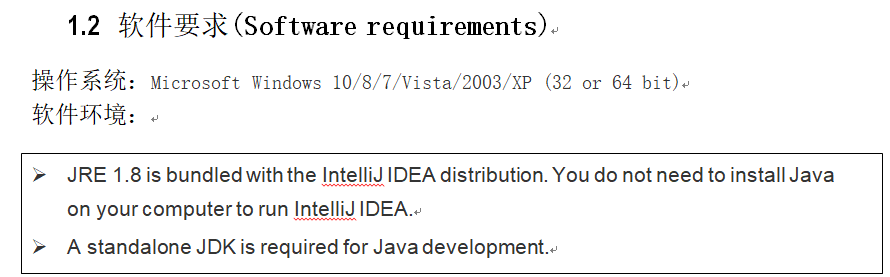 1.2 软件要求(Software requirements)
操作系统：Microsoft Windows 10/8/7/Vista/2003/XP (32 or 64 bit)
软件环境：
➢ JRE 1.8 is bundled with the IntelliJ IDEA distribution. You do not need to install Java
on your computer to run IntelliJ IDEA.
➢ A standalone JDK is required for Java development.